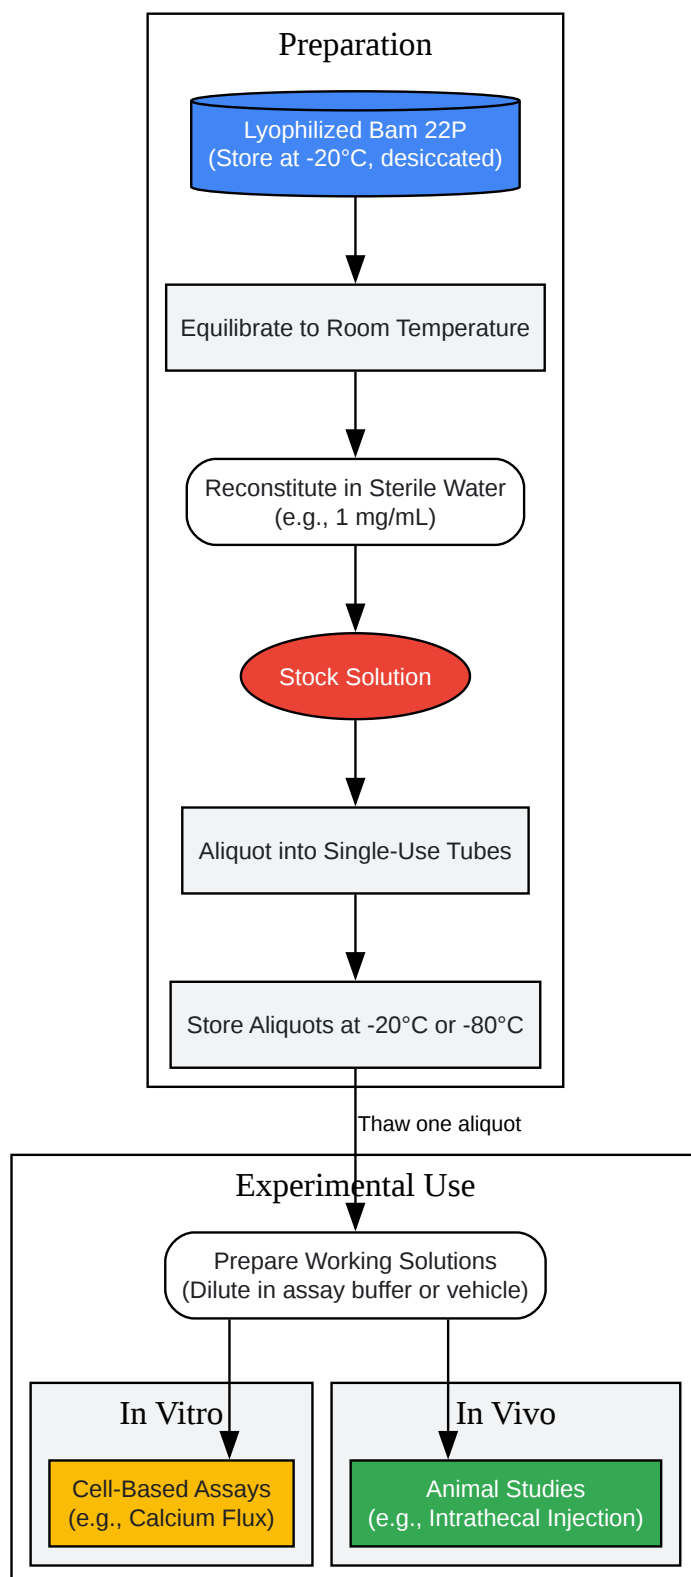 Preparation
Lyophilized Bam 22P
(Store at -20°C, desiccated)
Equilibrate to Room Temperature
Reconstitute in Sterile Water
(e.g., 1 mg/mL)
Stock Solution
Aliquot into Single-Use Tubes
Store Aliquots at -20°C or -80°C
Thaw one aliquot
Experimental Use
Prepare Working Solutions
(Dilute in assay buffer or vehicle)
In Vitro
Cell-Based Assays
(e.g., Calcium Flux)
In Vivo
Animal Studies
(e.g., Intrathecal Injection)